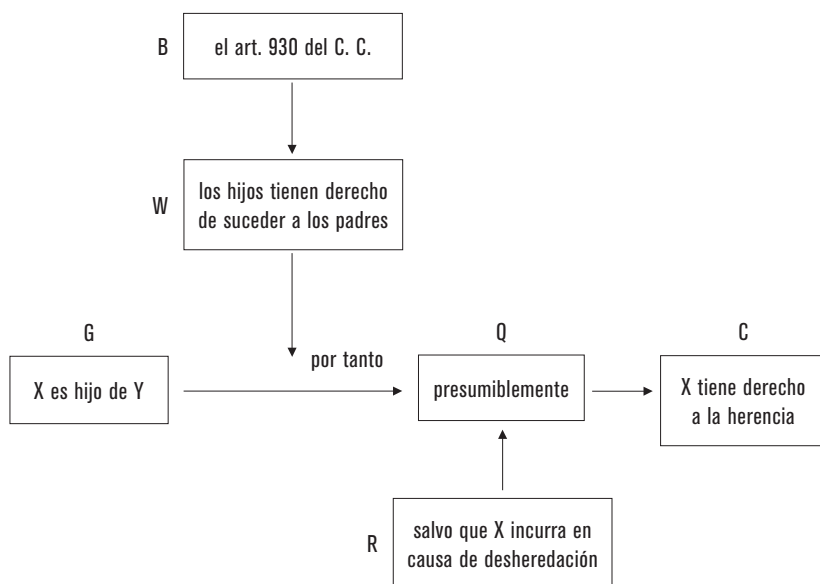 B
el art. 930 del C. C.
W
los hijos tienen derecho
de suceder a los padres
G
X es hijo de Y
por tanto
Q
presumiblemente
C
X tiene derecho
a la herencia
R
salvo que X incurra en
causa de desheredación